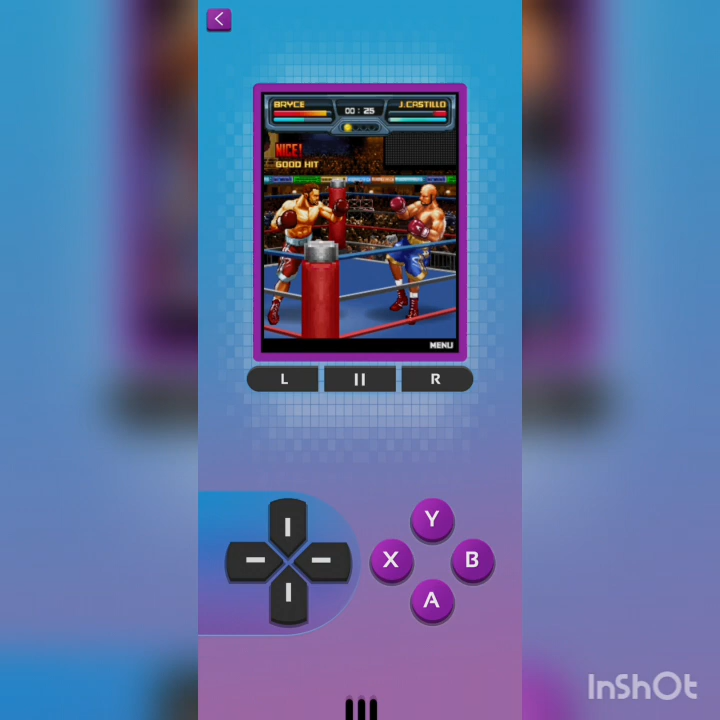 BRYCE
00 : 25
J.CASTILLO
NICE!
GOOD HIT
MENU
L
R
Y
X
B
A
InShOt